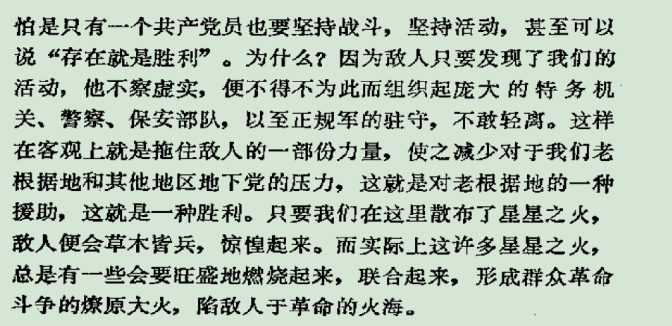 怕是只有一个共产党员也要坚持战斗，坚持活动，甚至可以
说“存在就是胜利”。为什么？因为敌人只要发现了我们的
活动，他不察虚实，便不得不为此而组织起庞大的特务机
关、警察、保安部队，以至正规军的驻守，不敢轻离。这样
在客观上就是拖住敌人的一部份力量，使之减少对于我们老
根据地和其他地区地下党的压力，这就是对老根据地的一种
援助，这就是一种胜利。只要我们在这里散布了星星之火，
敌人便会草木皆兵，惊惶起来。而实际上这许多星星之火，
总是有一些会要旺盛地燃烧起来，联合起来，形成群众革命
斗争的燎原大火，陷敌人于革命的火海。